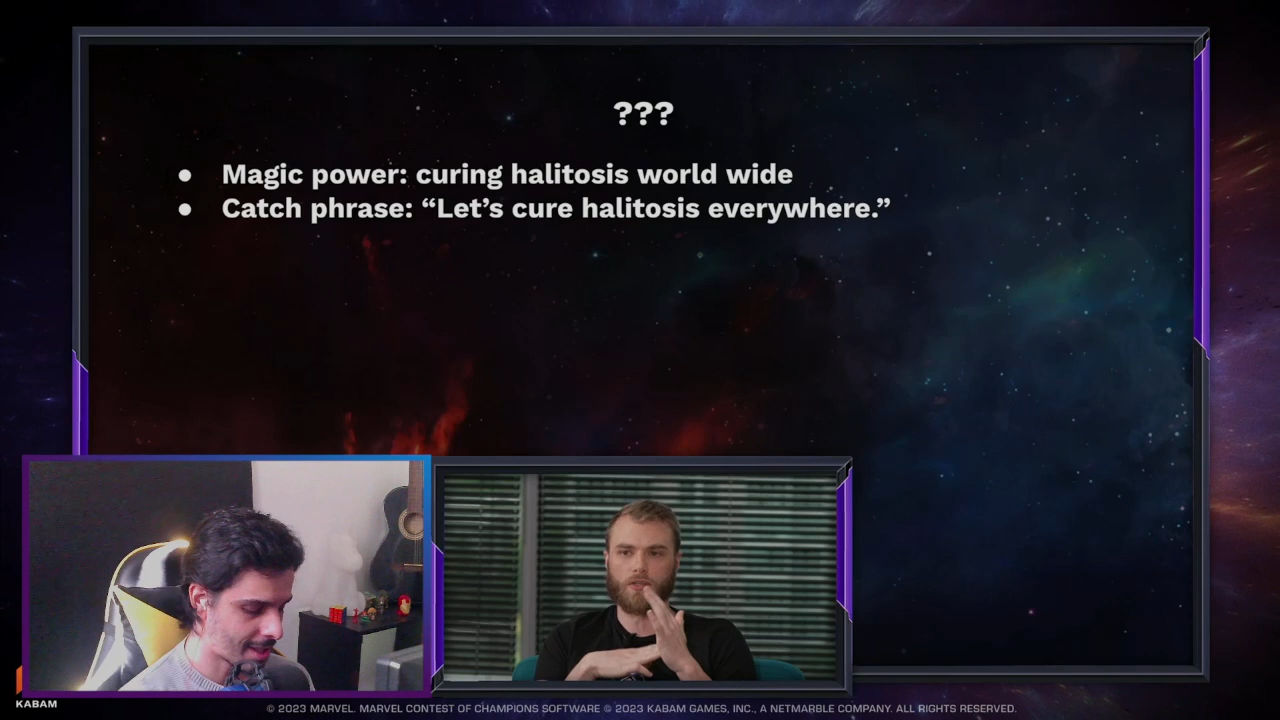 ???
● Magic power: curing halitosis world wide
● Catch phrase: “Let’s cure halitosis everywhere.”
KABAM
© 2023 MARVEL. MARVEL CONTEST OF CHAMPIONS SOFTWARE © 2023 KABAM GAMES, INC., A NETMARBLE COMPANY. ALL RIGHTS RESERVED.